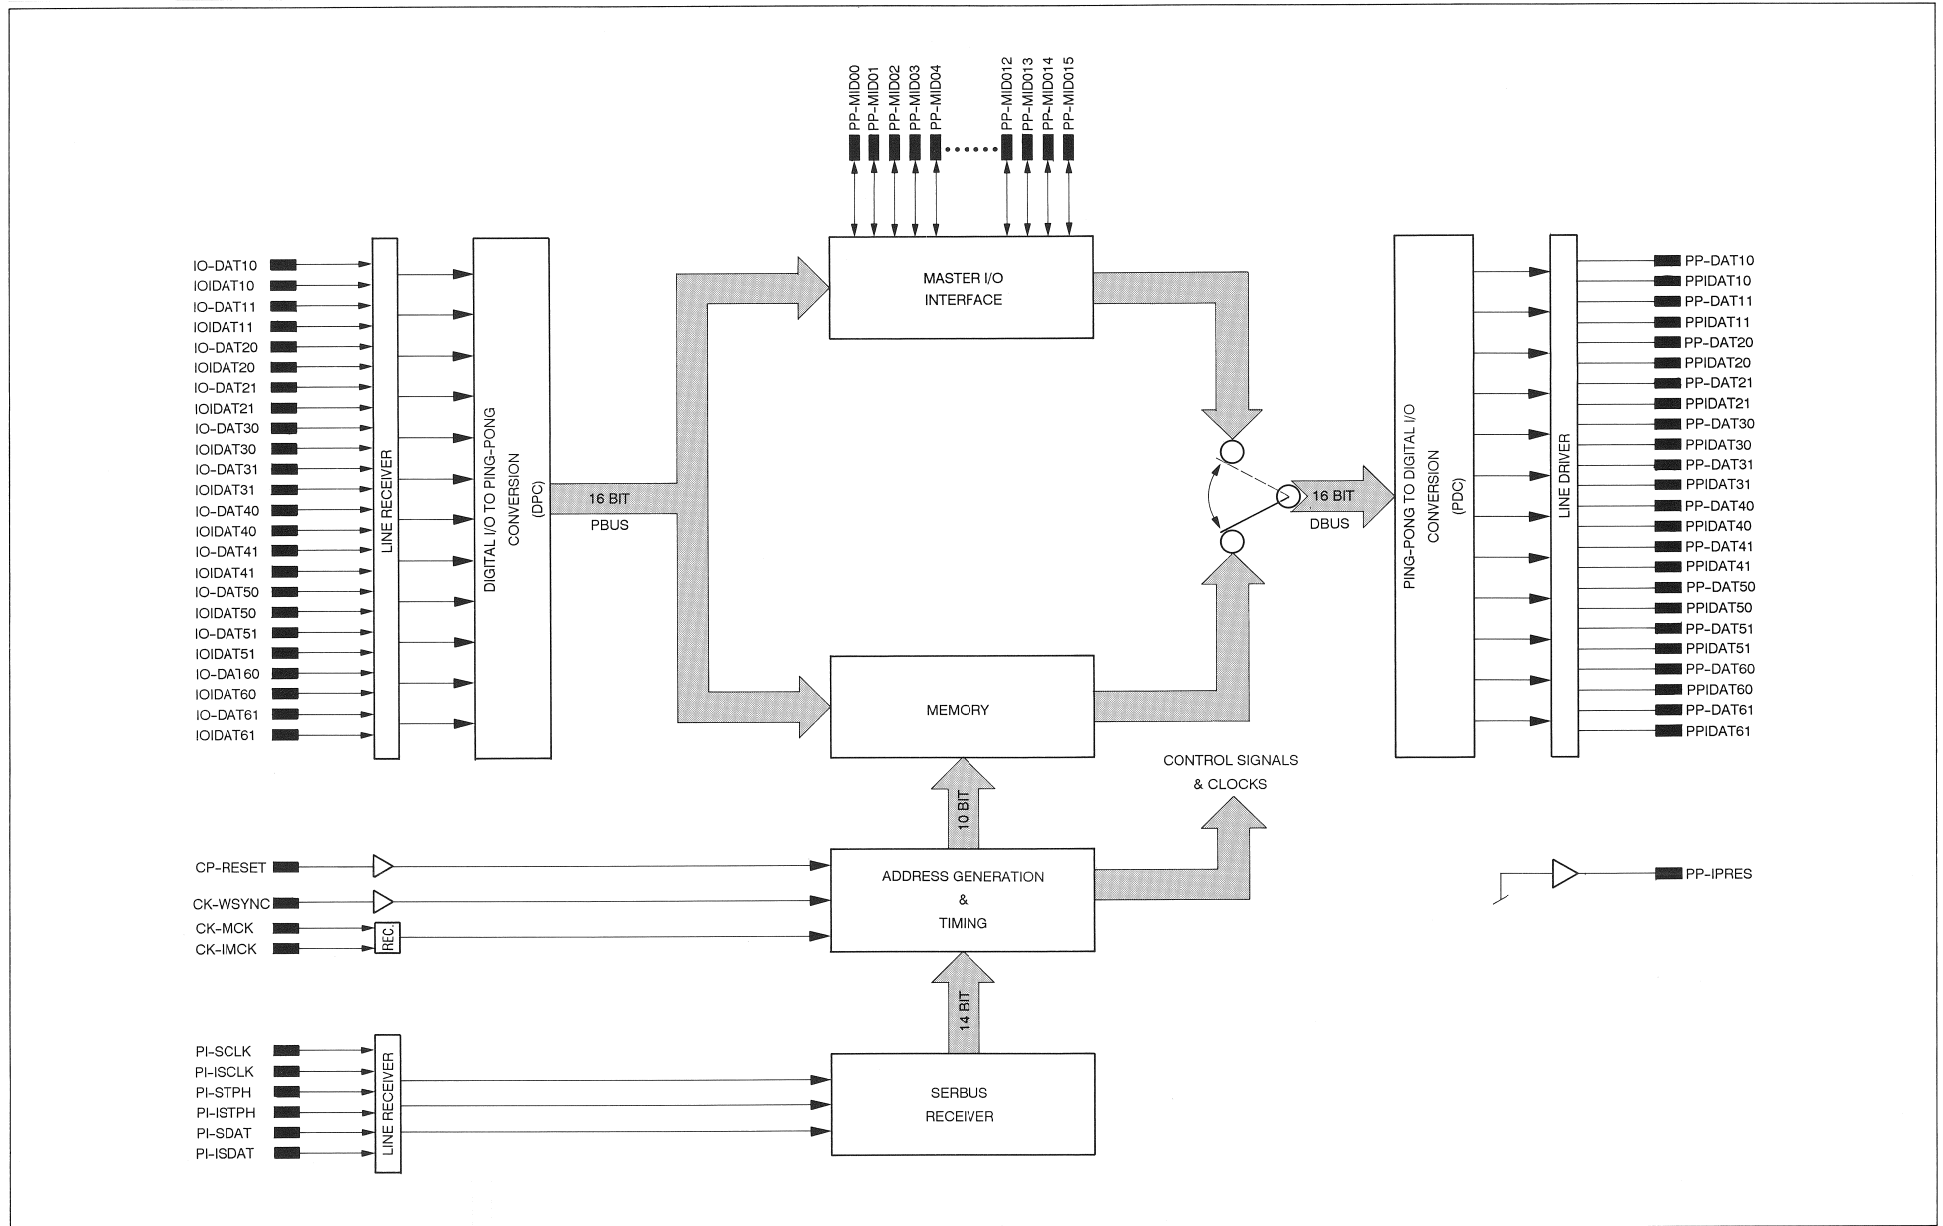 PP-MID00
PP-MID01
PP-MID02
PP-MID03
PP-MID04
PP-MID012
PP-MID013
PP-MID014
PP-MID015
IO-DAT10
IOIDAT10
IO-DAT11
IOIDAT11
IO-DAT20
IOIDAT20
IO-DAT21
IOIDAT21
IO-DAT30
IOIDAT30
IO-DAT31
IOIDAT31
IO-DAT40
IOIDAT40
IO-DAT41
IOIDAT41
IO-DAT50
IOIDAT50
IO-DAT51
IOIDAT51
IO-DAT60
IOIDAT60
IO-DAT61
IOIDAT61
LINE RECEIVER
DIGITAL I/O TO PING-PONG
CONVERSION
(DPC)
16 BIT
PBUS
MASTER I/O
INTERFACE
MEMORY
16 BIT
DBUS
PING-PONG TO DIGITAL I/O
CONVERSION
(PDC)
LINE DRIVER
PP-DAT10
PPIDAT10
PP-DAT11
PPIDAT11
PP-DAT20
PPIDAT20
PP-DAT21
PPIDAT21
PP-DAT30
PPIDAT30
PP-DAT31
PPIDAT31
PP-DAT40
PPIDAT40
PP-DAT41
PPIDAT41
PP-DAT50
PPIDAT50
PP-DAT51
PPIDAT51
PP-DAT60
PPIDAT60
PP-DAT61
PPIDAT61
CONTROL SIGNALS
& CLOCKS
10 BIT
CP-RESET
CK-WSYNC
CK-MCK
CK-IMCK
REC.
ADDRESS GENERATION
&
TIMING
PP-IPRES
14 BIT
PI-SCLK
PI-ISCLK
PI-STPH
PI-ISTPH
PI-SDAT
PI-ISDAT
LINE RECEIVER
SERBUS
RECEIVER